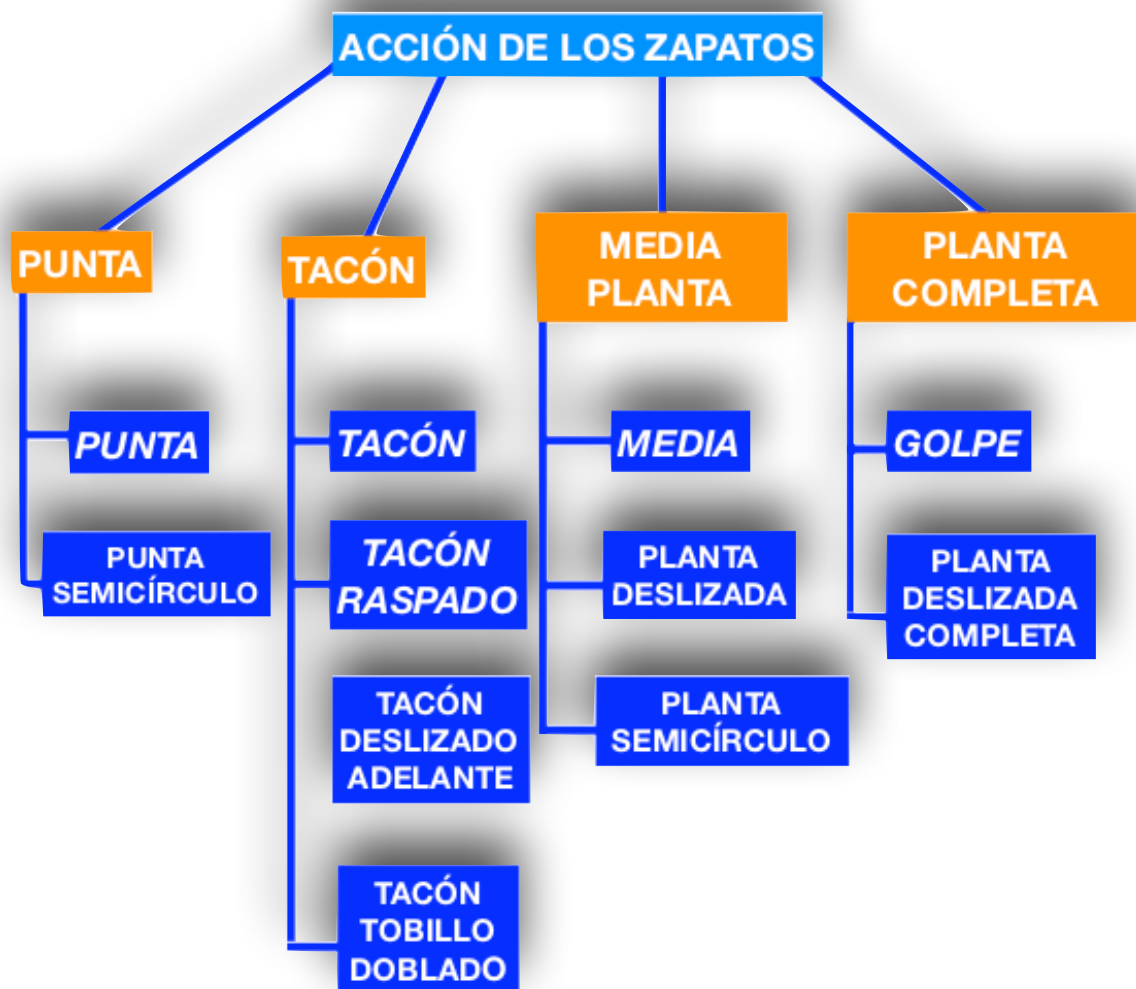 ACCIÓN DE LOS ZAPATOS
PUNTA
PUNTA
PUNTA
SEMICÍRCULO
TACÓN
TACÓN
TACÓN
RASPADO
TACÓN
DESLIZADO
ADELANTE
TACÓN
TOBILLO
DOBLADO
MEDIA
PLANTA
MEDIA
PLANTA
DESLIZADA
PLANTA
SEMICÍRCULO
PLANTA
COMPLETA
GOLPE
PLANTA
DESLIZADA
COMPLETA